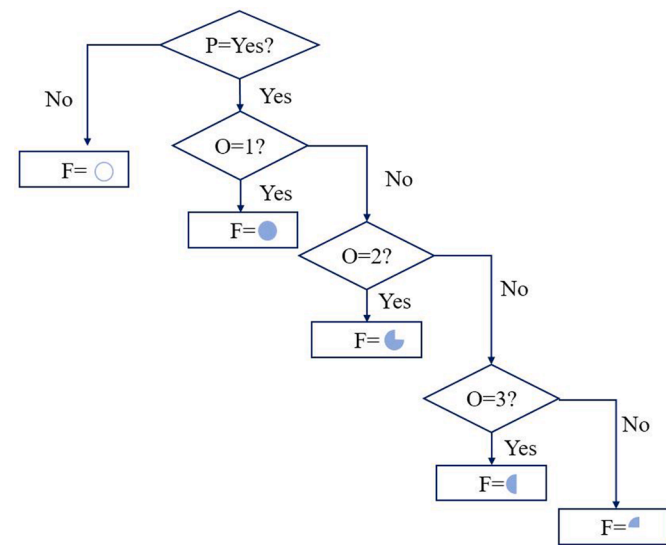 P=Yes?
No
Yes
O=1?
F=
Yes
No
F=
O=2?
Yes
No
F=
O=3?
No
Yes
F=
F=